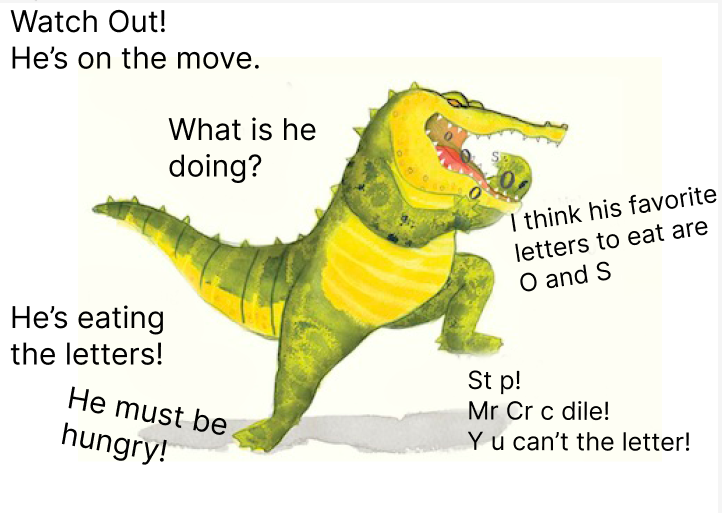 Watch Out!
He's on the move.
What is he
doing?
O
O
S
O
O
I think his favorite
letters to eat are
O and S
He's eating
the letters!
He must be
hungry!
St p!
Mr Cr c dile!
Y u can't the letter!